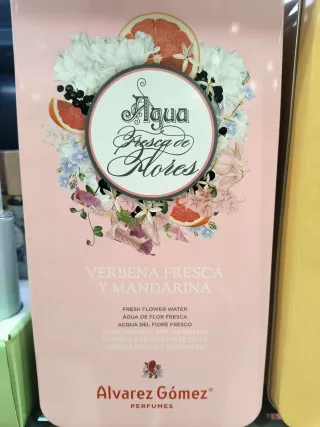 Agua
Fresca de
Flores
VERBENA FRESCA
Y MANDARINA
FRESH FLOWER WATER
ÁGUA DE FLOR FRESCA
ACQUA DEL FIORE FRESCO
Alvarez Gómez®
PERFUMES